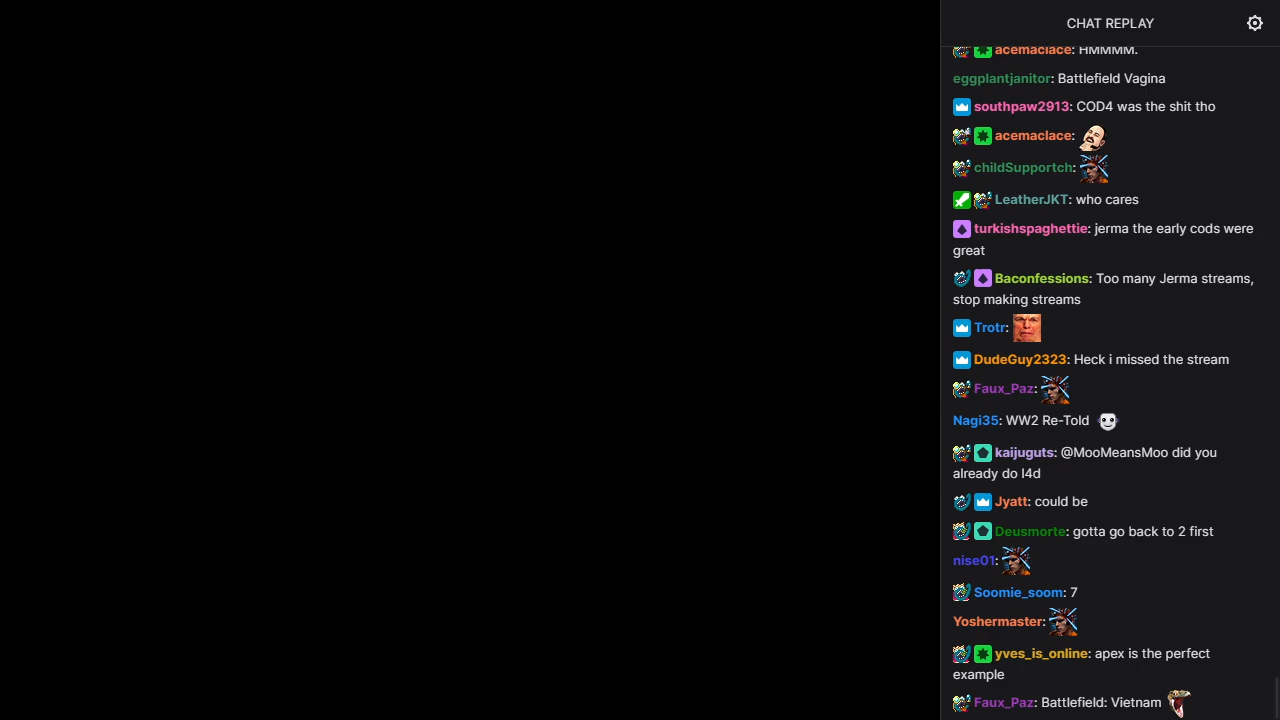 CHAT REPLAY
acemaclace: HMMMM.
eggplantjanitor: Battlefield Vagina
southpaw2913: COD4 was the shit tho
acemaclace:
childSupportch:
LeatherJKT: who cares
turkishspaghettie: jerma the early cods were
great
Baconfessions: Too many Jerma streams,
stop making streams
Trotr:
DudeGuy2323: Heck i missed the stream
Faux_Paz:
Nagi35: WW2 Re-Told
kaijuguts: @MooMeansMoo did you
already do l4d
Jyatt: could be
Deusmorte: gotta go back to 2 first
nise01:
Soomie_soom: 7
Yoshermaster:
yves_is_online: apex is the perfect
example
Faux_Paz: Battlefield: Vietnam